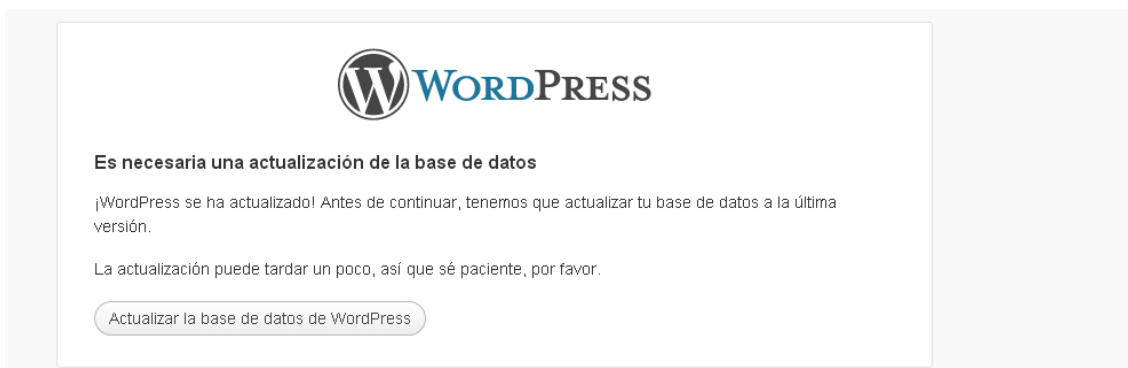 WORDPRESS
Es necesaria una actualización de la base de datos
¡WordPress se ha actualizado! Antes de continuar, tenemos que actualizar tu base de datos a la última
versión.
La actualización puede tardar un poco, así que sé paciente, por favor.
Actualizar la base de datos de WordPress